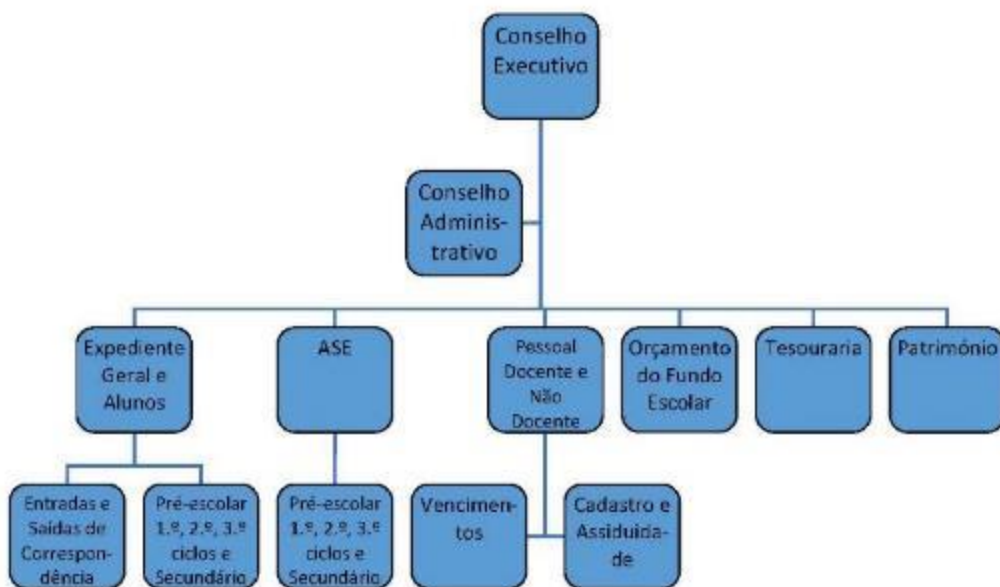 Conselho
Executivo
Conselho
Adminis-
trativo
Expediente
Geral e
Alunos
ASE
Pessoal
Docente e
Não
Docente
Orçamento
do Fundo
Escolar
Tesouraria
Património
Entradas e
Saídas de
Correspon-
dência
Pré-escolar
1.º, 2.º, 3.º
ciclos e
Secundário
Pré-escolar
1.º, 2.º, 3.º
ciclos e
Secundário
Vencimen-
tos
Cadastro e
Assiduida-
de